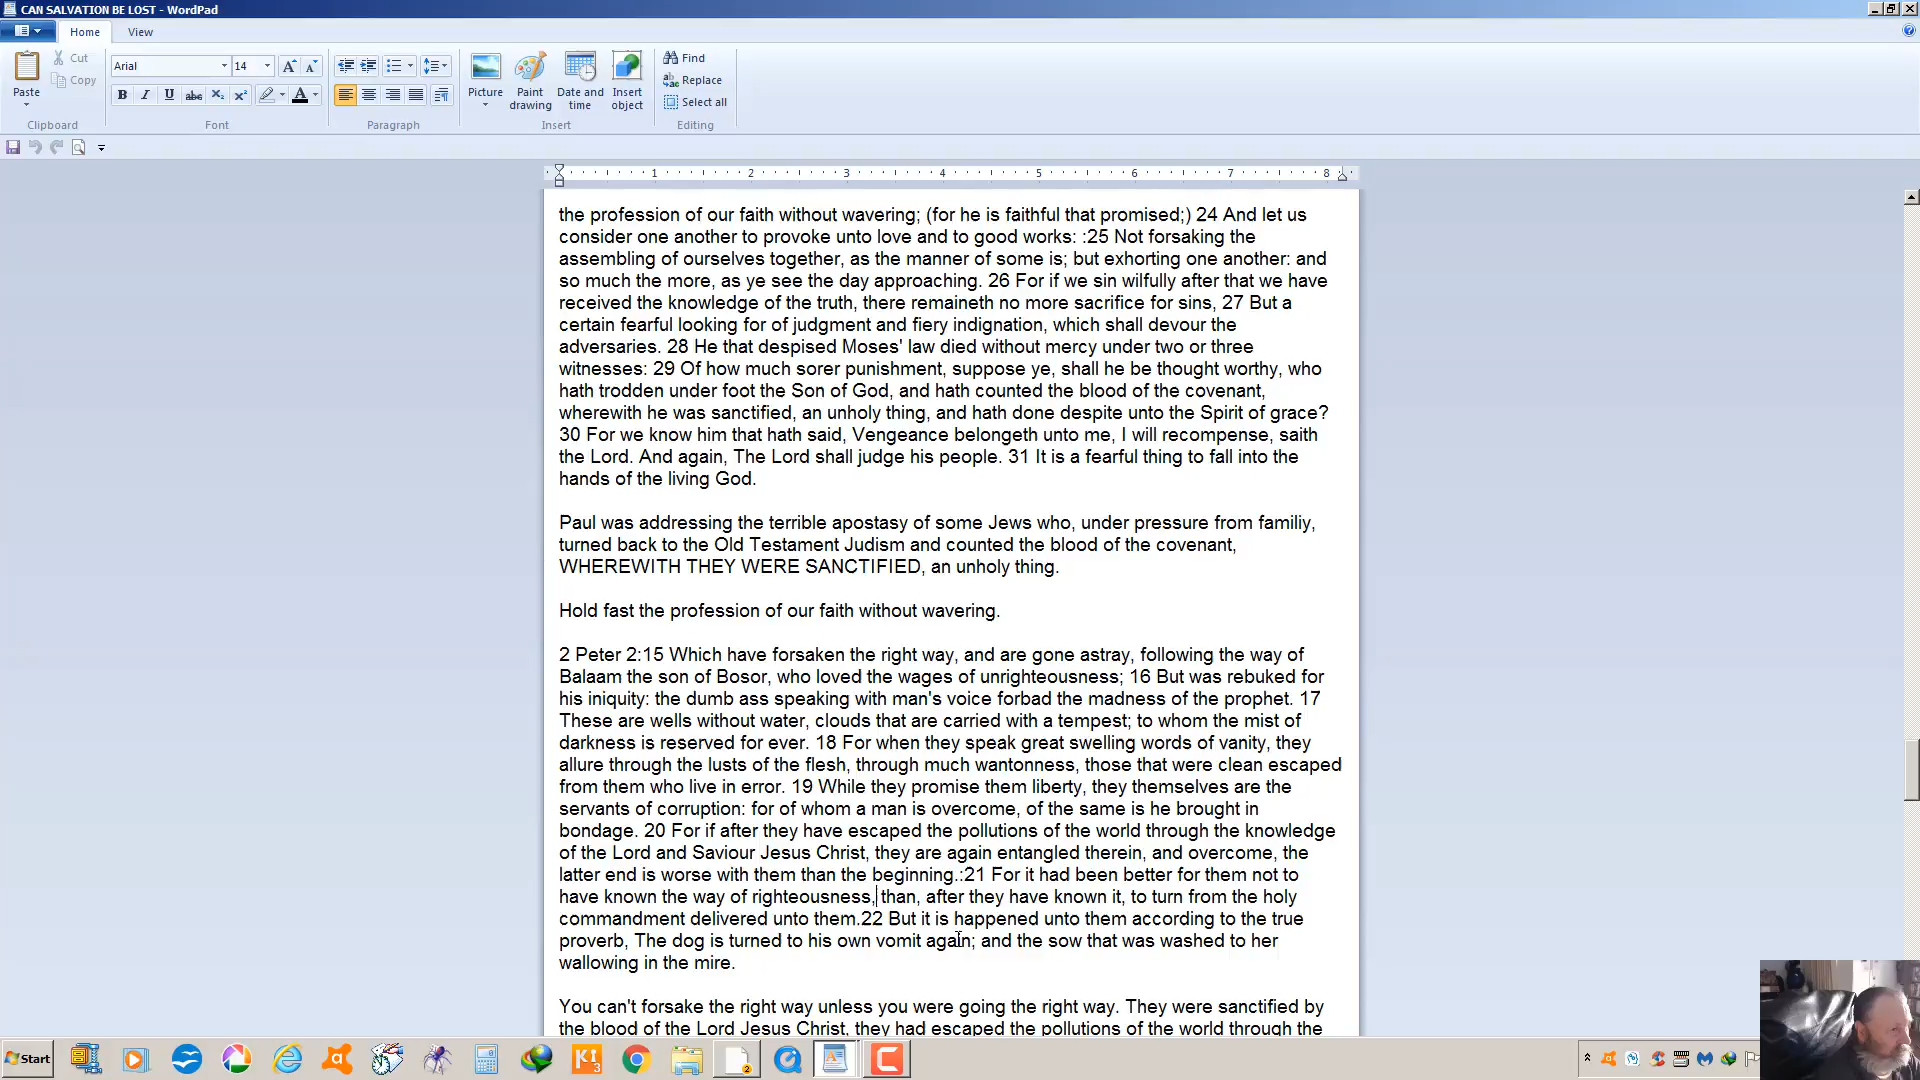 CAN SALVATION BE LOST - WordPad
Home
View
Paste
Cut
Copy
Clipboard
Arial
14
Font
Paragraph
Picture
Paint drawing
Date and time
Insert object
Insert
Find
Replace
Select all
Editing
1 2 3 4 5 6 7 8
the profession of our faith without wavering; (for he is faithful that promised;) 24 And let us
consider one another to provoke unto love and to good works: :25 Not forsaking the
assembling of ourselves together, as the manner of some is; but exhorting one another: and
so much the more, as ye see the day approaching. 26 For if we sin wilfully after that we have
received the knowledge of the truth, there remaineth no more sacrifice for sins, 27 But a
certain fearful looking for of judgment and fiery indignation, which shall devour the
adversaries. 28 He that despised Moses' law died without mercy under two or three
witnesses: 29 Of how much sorer punishment, suppose ye, shall he be thought worthy, who
hath trodden under foot the Son of God, and hath counted the blood of the covenant,
wherewith he was sanctified, an unholy thing, and hath done despite unto the Spirit of grace?
30 For we know him that hath said, Vengeance belongeth unto me, I will recompense, saith
the Lord. And again, The Lord shall judge his people. 31 It is a fearful thing to fall into the
hands of the living God.
Paul was addressing the terrible apostasy of some Jews who, under pressure from familiy,
turned back to the Old Testament Judism and counted the blood of the covenant,
WHEREWITH THEY WERE SANCTIFIED, an unholy thing.
Hold fast the profession of our faith without wavering.
2 Peter 2:15 Which have forsaken the right way, and are gone astray, following the way of
Balaam the son of Bosor, who loved the wages of unrighteousness; 16 But was rebuked for
his iniquity: the dumb ass speaking with man's voice forbad the madness of the prophet. 17
These are wells without water, clouds that are carried with a tempest; to whom the mist of
darkness is reserved for ever. 18 For when they speak great swelling words of vanity, they
allure through the lusts of the flesh, through much wantonness, those that were clean escaped
from them who live in error. 19 While they promise them liberty, they themselves are the
servants of corruption: for of whom a man is overcome, of the same is he brought in
bondage. 20 For if after they have escaped the pollutions of the world through the knowledge
of the Lord and Saviour Jesus Christ, they are again entangled therein, and overcome, the
latter end is worse with them than the beginning.:21 For it had been better for them not to
have known the way of righteousness, than, after they have known it, to turn from the holy
commandment delivered unto them.22 But it is happened unto them according to the true
proverb, The dog is turned to his own vomit again; and the sow that was washed to her
wallowing in the mire.
You can't forsake the right way unless you were going the right way. They were sanctified by
the blood of the Lord Jesus Christ, they had escaped the pollutions of the world through the
Start